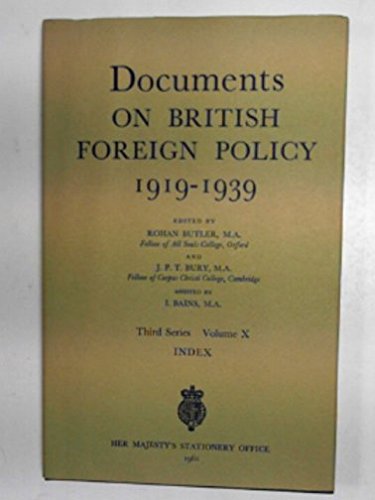 Documents
ON BRITISH
FOREIGN POLICY
1919-1939
EDITED BY
ROHAN BUTLER, M.A.
Fellow of All Souls College, Oxford
AND
J. P. T. BURY, M.A.
Fellow of Corpus Christi College, Cambridge
ASSISTED BY
I. BAINS, M.A.
Third Series Volume X
INDEX
HER MAJESTY'S STATIONERY OFFICE